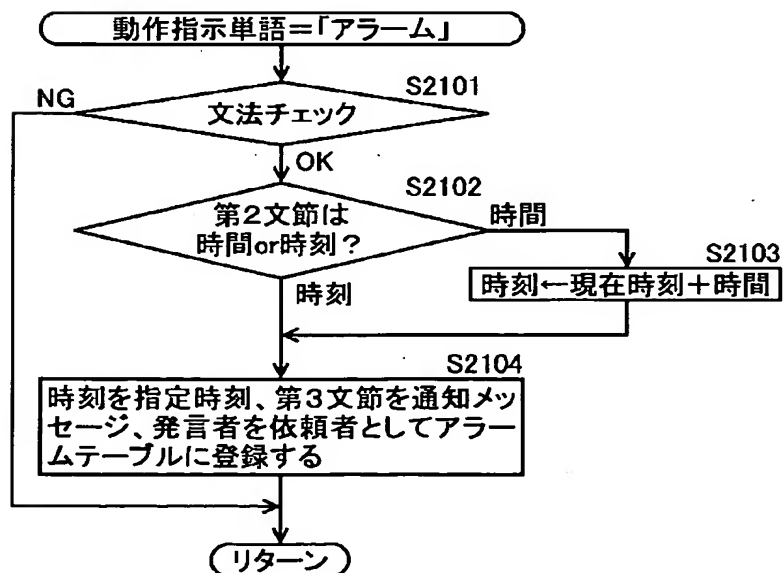 動作指示単語=「アラーム」
S2101
NG
文法チェック
OK
S2102
第2文節は
時間or時刻?
時間
S2103
時刻←現在時刻+時間
時刻
S2104
時刻を指定時刻、第3文節を通知メッ
セージ、発言者を依頼者としてアラー
ムテーブルに登録する
リターン